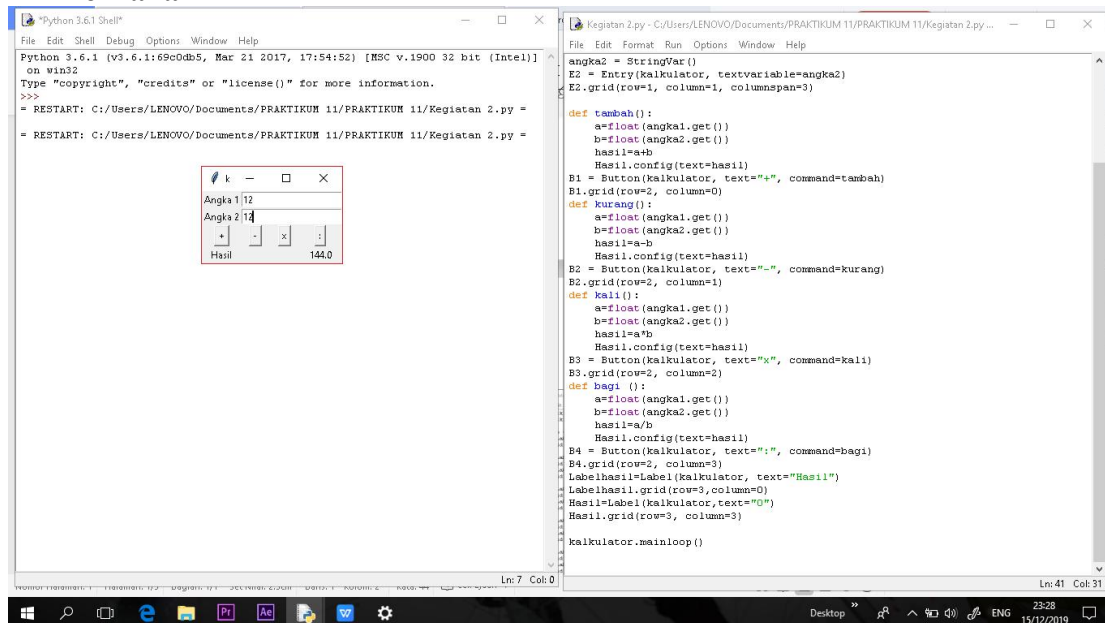 *Python 3.6.1 Shell*
File Edit Shell Debug Options Window Help
Python 3.6.1 (v3.6.1:69c0db5, Mar 21 2017, 17:54:52) [MSC v.1900 32 bit (Intel)]
on win32
Type "copyright", "credits" or "license()" for more information.
>>>
= RESTART: C:/Users/LENOVO/Documents/PRAKTIKUM 11/PRAKTIKUM 11/Kegiatan 2.py =
= RESTART: C:/Users/LENOVO/Documents/PRAKTIKUM 11/PRAKTIKUM 11/Kegiatan 2.py =
k
Angka 1 12
Angka 2 12
+ - x :
Hasil 144.0
Ln: 7 Col: 0
Kegiatan 2.py - C:/Users/LENOVO/Documents/PRAKTIKUM 11/PRAKTIKUM 11/Kegiatan 2.py ...
File Edit Format Run Options Window Help
angka2 = StringVar()
E2 = Entry(kalkulator, textvariable=angka2)
E2.grid(row=1, column=1, columnspan=3)
def tambah():
    a=float(angka1.get())
    b=float(angka2.get())
    hasil=a+b
    Hasil.config(text=hasil)
B1 = Button(kalkulator, text="+", command=tambah)
B1.grid(row=2, column=0)
def kurang():
    a=float(angka1.get())
    b=float(angka2.get())
    hasil=a-b
    Hasil.config(text=hasil)
B2 = Button(kalkulator, text="-", command=kurang)
B2.grid(row=2, column=1)
def kali():
    a=float(angka1.get())
    b=float(angka2.get())
    hasil=a*b
    Hasil.config(text=hasil)
B3 = Button(kalkulator, text="x", command=kali)
B3.grid(row=2, column=2)
def bagi ():
    a=float(angka1.get())
    b=float(angka2.get())
    hasil=a/b
    Hasil.config(text=hasil)
B4 = Button(kalkulator, text=":", command=bagi)
B4.grid(row=2, column=3)
Labelhasil=Label(kalkulator, text="Hasil")
Labelhasil.grid(row=3,column=0)
Hasil=Label(kalkulator,text="0")
Hasil.grid(row=3, column=3)
kalkulator.mainloop()
Ln: 41 Col: 31
Pr Ae W Desktop ENG 23:28
15/12/2019